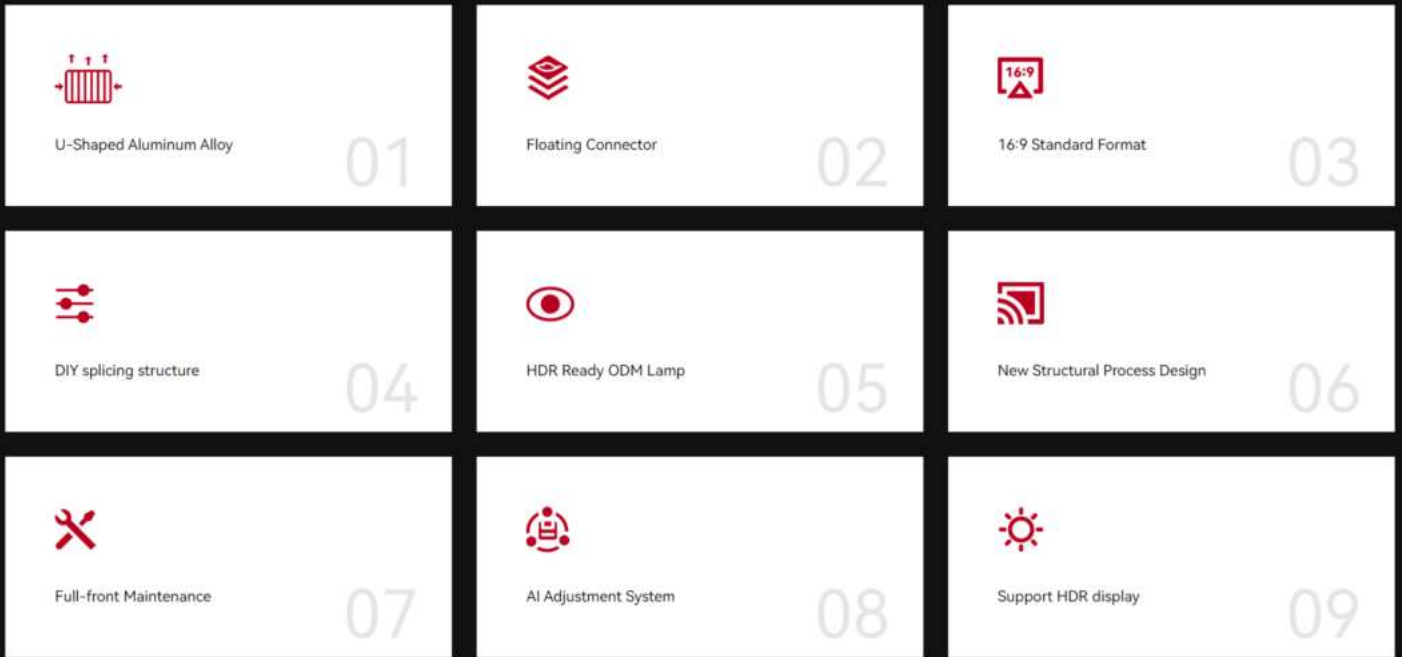 U-Shaped Aluminum Alloy
01
Floating Connector
02
16:9
16:9 Standard Format
03
DIY splicing structure
04
HDR Ready ODM Lamp
05
New Structural Process Design
06
Full-front Maintenance
07
AI Adjustment System
08
Support HDR display
09